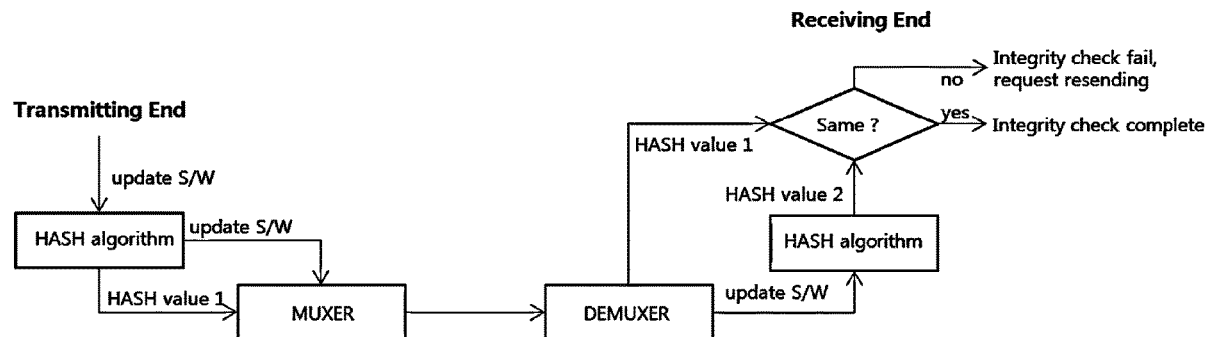 Receiving End
Integrity check fail,
no
request resending
Transmitting End
yes
Same ?
Integrity check complete
HASH value 1
update S/W
HASH value 2
update S/W
HASH algorithm
HASH algorithm
HASH value 1
update S/W
MUXER
DEMUXER